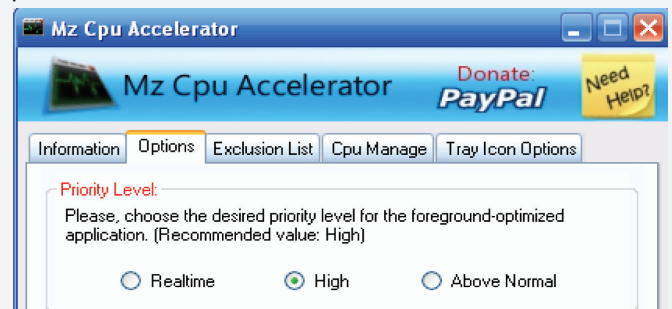 Mz Cpu Accelerator
Mz Cpu Accelerator
Donate:
PayPal
Need
Help?
Information Options Exclusion List Cpu Manage Tray Icon Options
Priority Level:
Please, choose the desired priority level for the foreground-optimized
application. (Recommended value: High)
Realtime High Above Normal